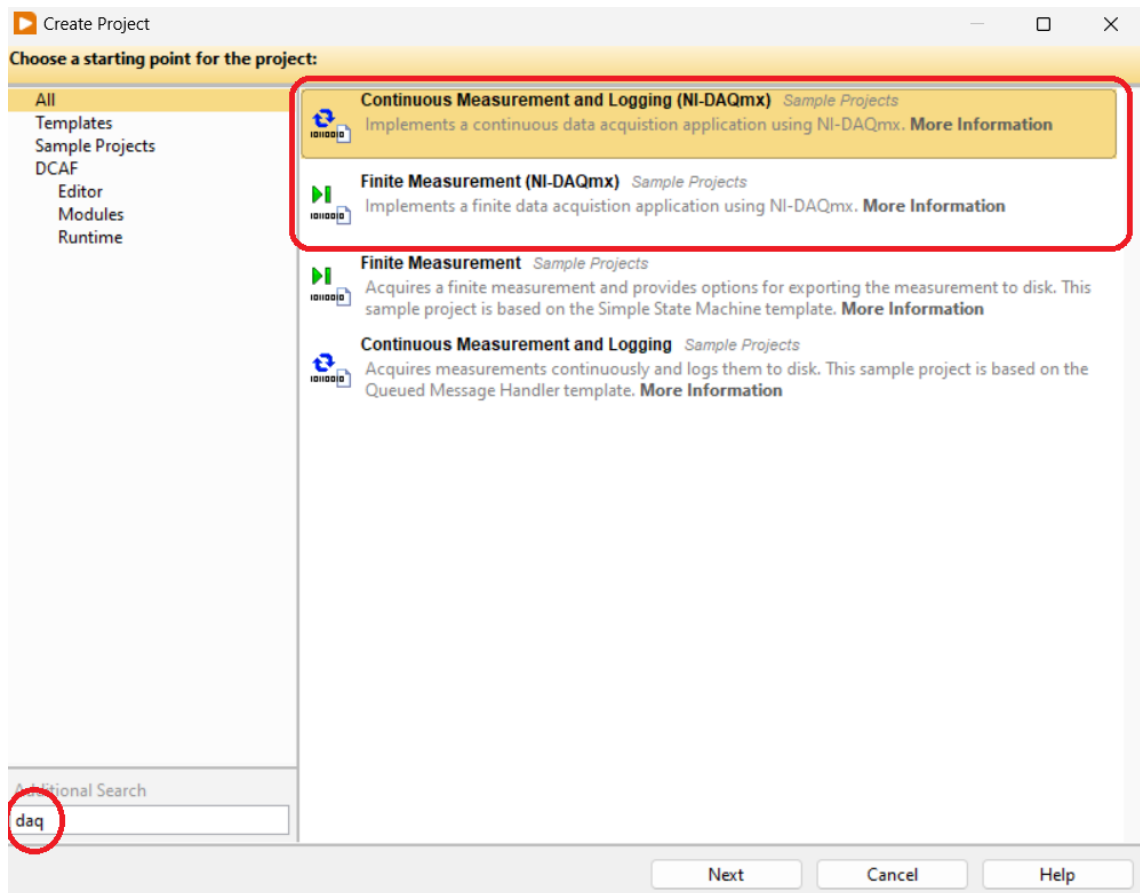 Create Project
Choose a starting point for the project:
All
Templates
Sample Projects
DCAF
Editor
Modules
Runtime
Continuous Measurement and Logging (NI-DAQmx) Sample Projects
Implements a continuous data acquistion application using NI-DAQmx. More Information
Finite Measurement (NI-DAQmx) Sample Projects
Implements a finite data acquistion application using NI-DAQmx. More Information
Finite Measurement Sample Projects
Acquires a finite measurement and provides options for exporting the measurement to disk. This
sample project is based on the Simple State Machine template. More Information
Continuous Measurement and Logging Sample Projects
Acquires measurements continuously and logs them to disk. This sample project is based on the
Queued Message Handler template. More Information
Additional Search
daq
Next Cancel Help